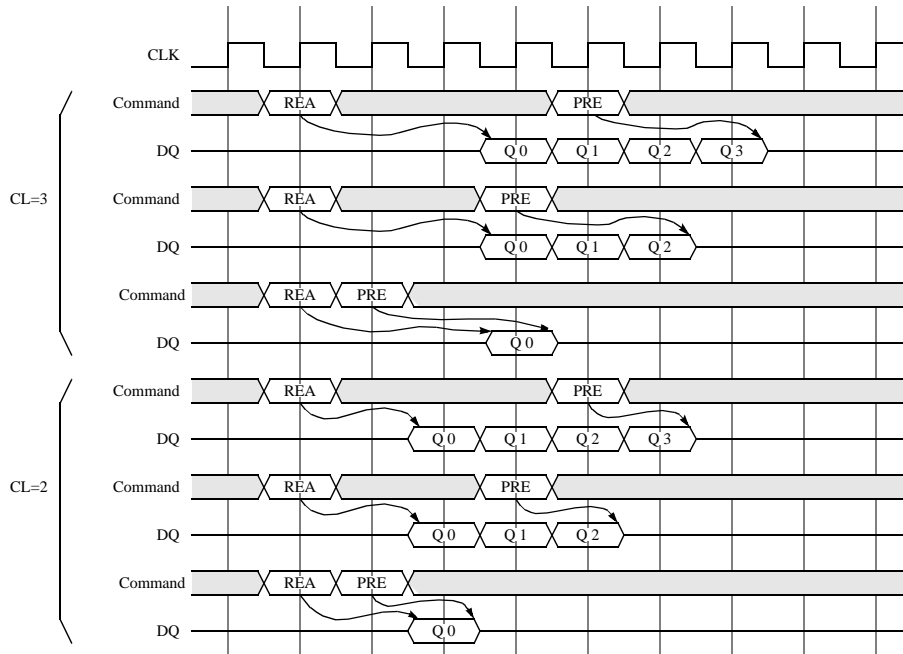 CLK
Command REA PRE
DQ Q 0 Q 1 Q 2 Q 3
CL=3
Command REA PRE
DQ Q 0 Q 1 Q 2
Command REA PRE
DQ Q 0
Command REA PRE
DQ Q 0 Q 1 Q 2 Q 3
CL=2
Command REA PRE
DQ Q 0 Q 1 Q 2
Command REA PRE
DQ Q 0